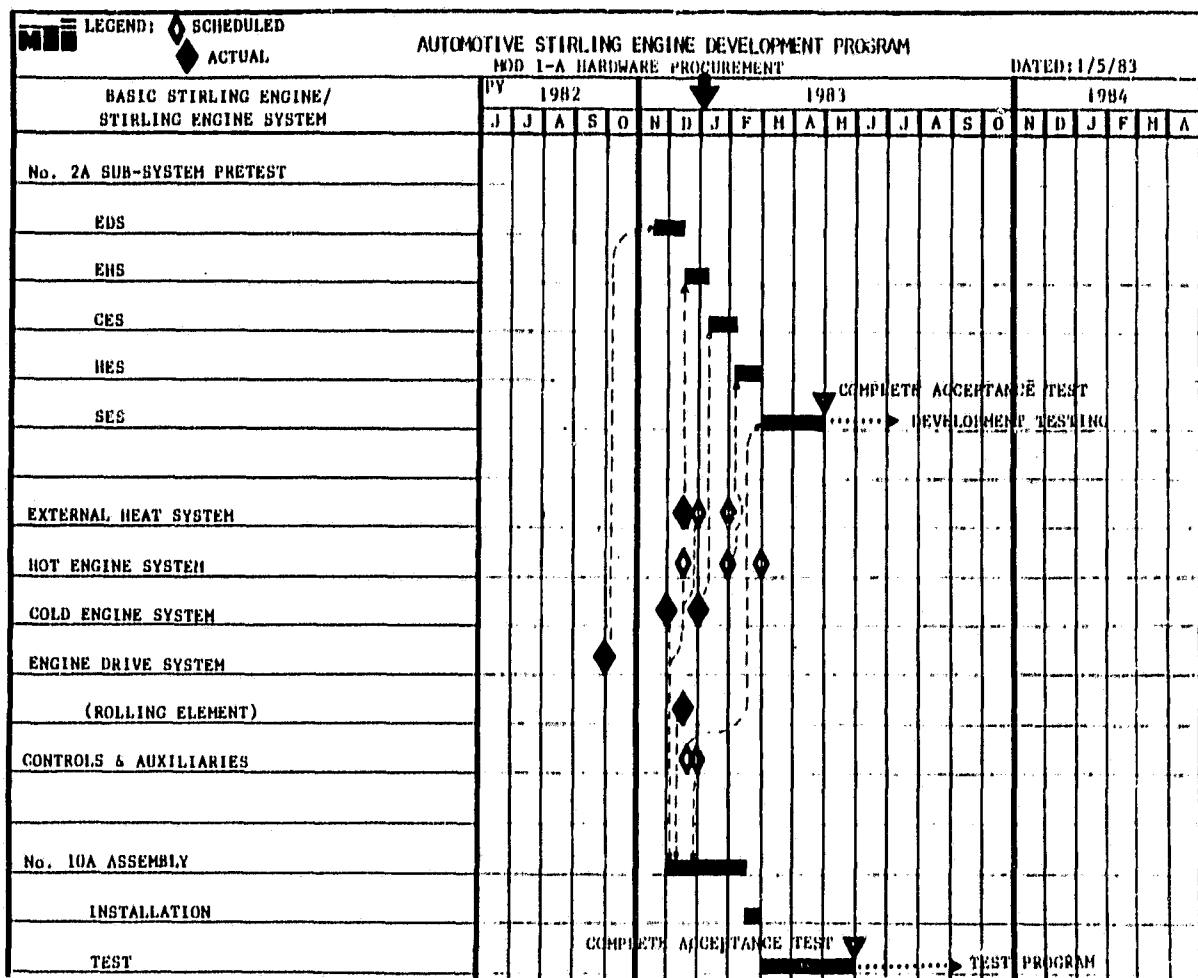 MTI LEGEND: SCHEDULED
ACTUAL
AUTOMOTIVE STIRLING ENGINE DEVELOPMENT PROGRAM
MOD 1-A HARDWARE PROCUREMENT
DATED:1/5/83
BASIC STIRLING ENGINE/
STIRLING ENGINE SYSTEM
PY 1982 1983 1984
J J A S O N D J F M A M J J A S O N D J F M A
No. 2A SUB-SYSTEM PRETEST
EDS
EHS
CES
HES
COMPLETE ACCEPTANCE TEST
SES
DEVELOPMENT TESTING
EXTERNAL HEAT SYSTEM
HOT ENGINE SYSTEM
COLD ENGINE SYSTEM
ENGINE DRIVE SYSTEM
(ROLLING ELEMENT)
CONTROLS & AUXILIARIES
No. 10A ASSEMBLY
INSTALLATION
COMPLETE ACCEPTANCE TEST
TEST
TEST PROGRAM